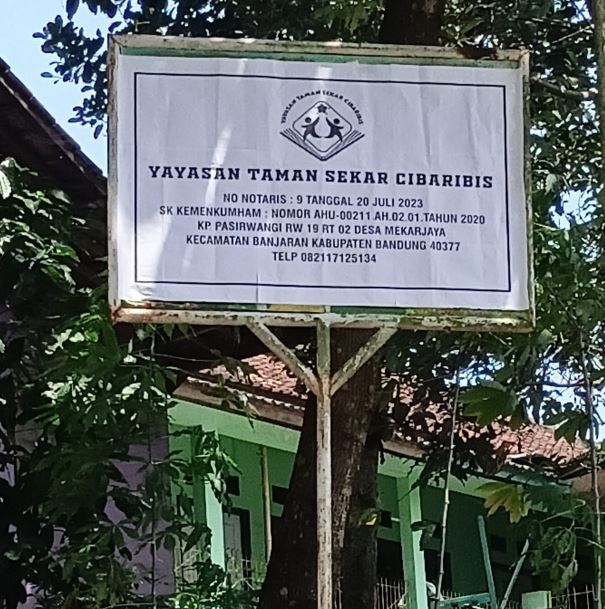 YAYASAN TAMAN SEKAR CIBARIBIS
YAYASAN TAMAN SEKAR CIBARIBIS
NO NOTARIS : 9 TANGGAL 20 JULI 2023
SK KEMENKUMHAM : NOMOR AHU-00211.AH.02.01.TAHUN 2020
KP PASIRWANGI RW 19 RT 02 DESA MEKARJAYA
KECAMATAN BANJARAN KABUPATEN BANDUNG 40377
TELP 082117125134